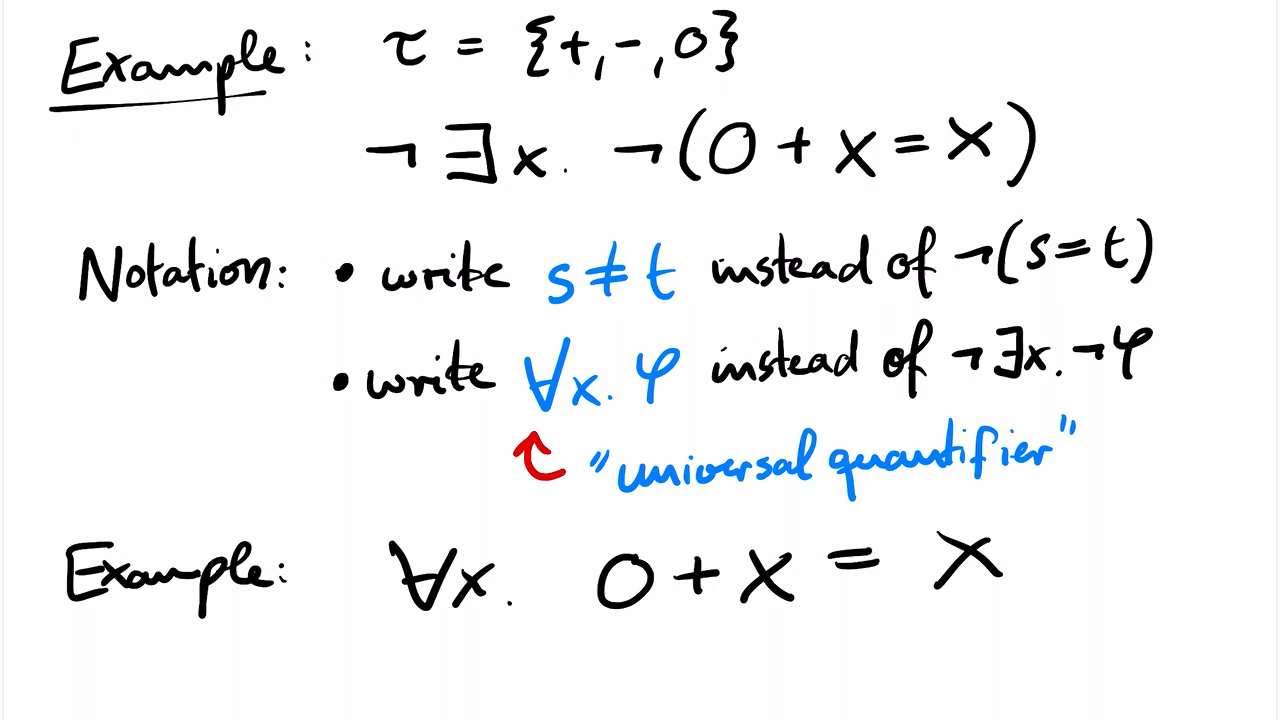 Example: τ = {+,-,0}
¬∃x. ¬(0+x=x)
Notation: • write s≠t instead of ¬(s=t)
• write ∀x. φ instead of ¬∃x.¬φ
"universal quantifier"
Example: ∀x. 0+x=x